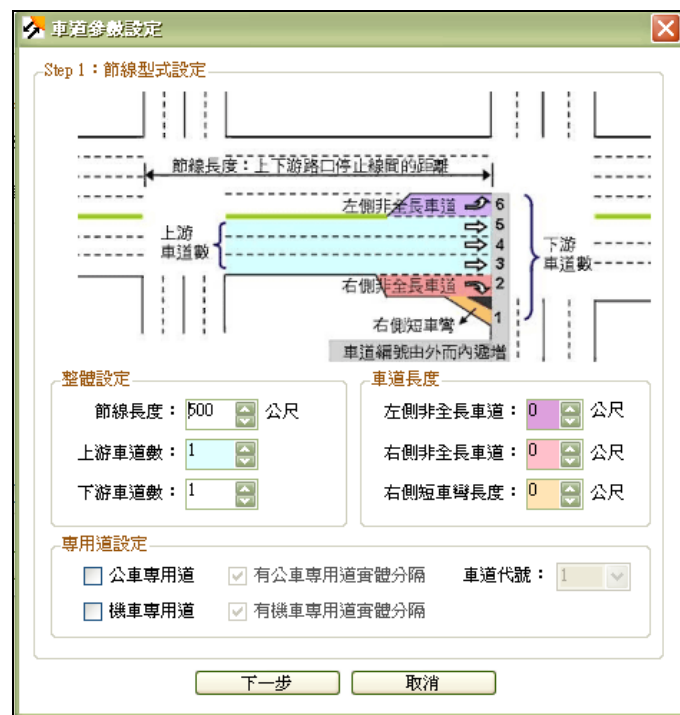 車道參數設定
Step 1：節線型式設定
節線長度：上下游路口停止線間的距離
左側非全長車道
6
5
上游
車道數
4
下游
車道數
3
右側非全長車道
2
1
右側短車彎
車道編號由外而內遞增
整體設定
節線長度： 500 公尺
上游車道數： 1
下游車道數： 1
車道長度
左側非全長車道： 0 公尺
右側非全長車道： 0 公尺
右側短車彎長度： 0 公尺
專用道設定
公車專用道 有公車專用道實體分隔 車道代號： 1
機車專用道 有機車專用道實體分隔
下一步 取消